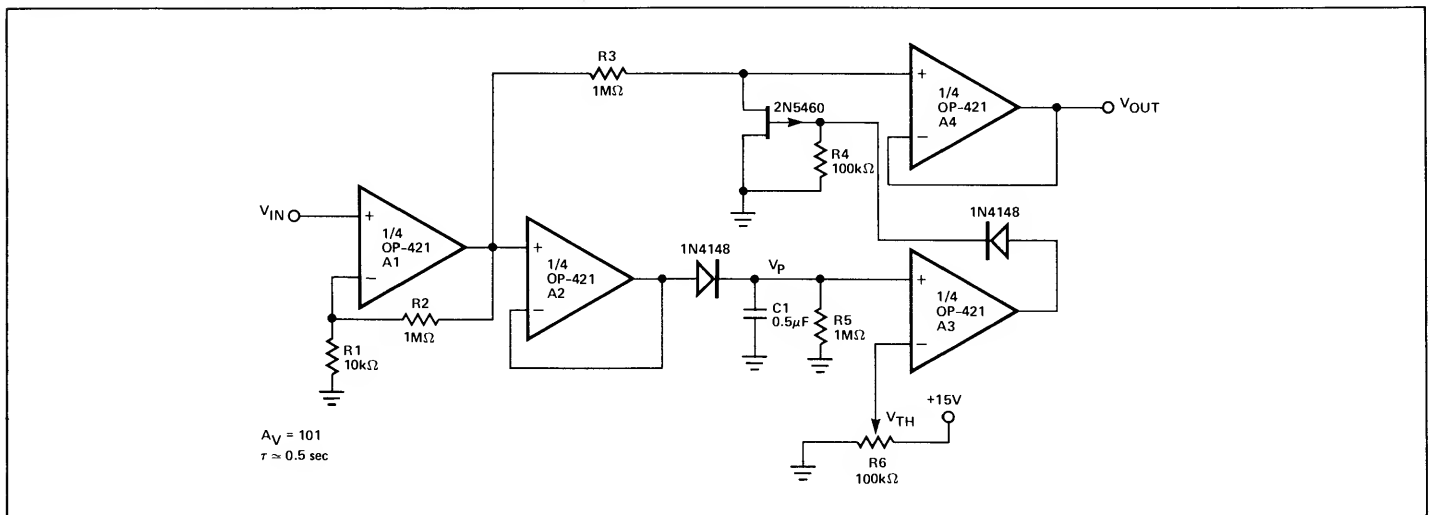 R3
1MΩ
+
1/4
OP-421
A4
−
VOUT
2N5460
R4
100kΩ
VIN
+
1/4
OP-421
A1
−
R2
1MΩ
R1
10kΩ
+
1/4
OP-421
A2
−
1N4148
VP
C1
0.5μF
R5
1MΩ
1N4148
+
1/4
OP-421
A3
−
+15V
VTH
R6
100kΩ
AV = 101
τ ≃ 0.5 sec